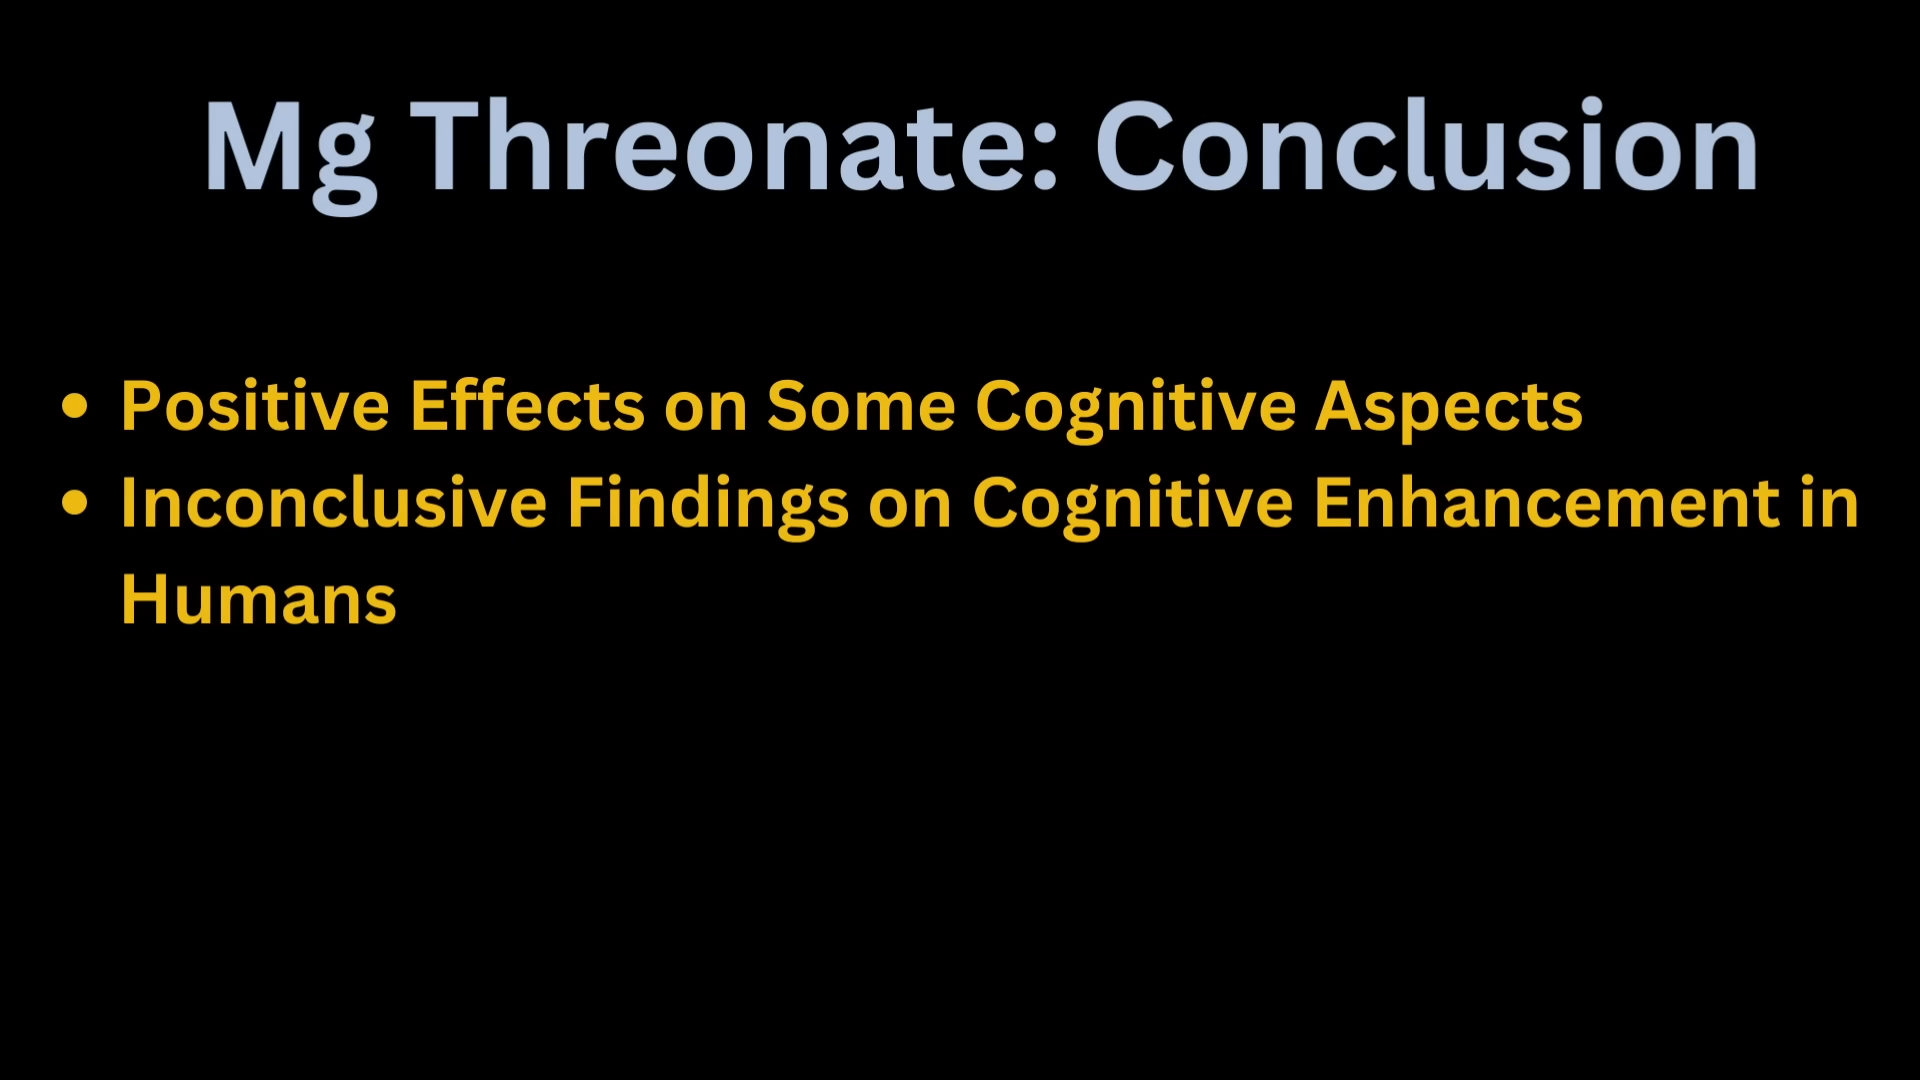 Mg Threonate: Conclusion
• Positive Effects on Some Cognitive Aspects
• Inconclusive Findings on Cognitive Enhancement in
Humans